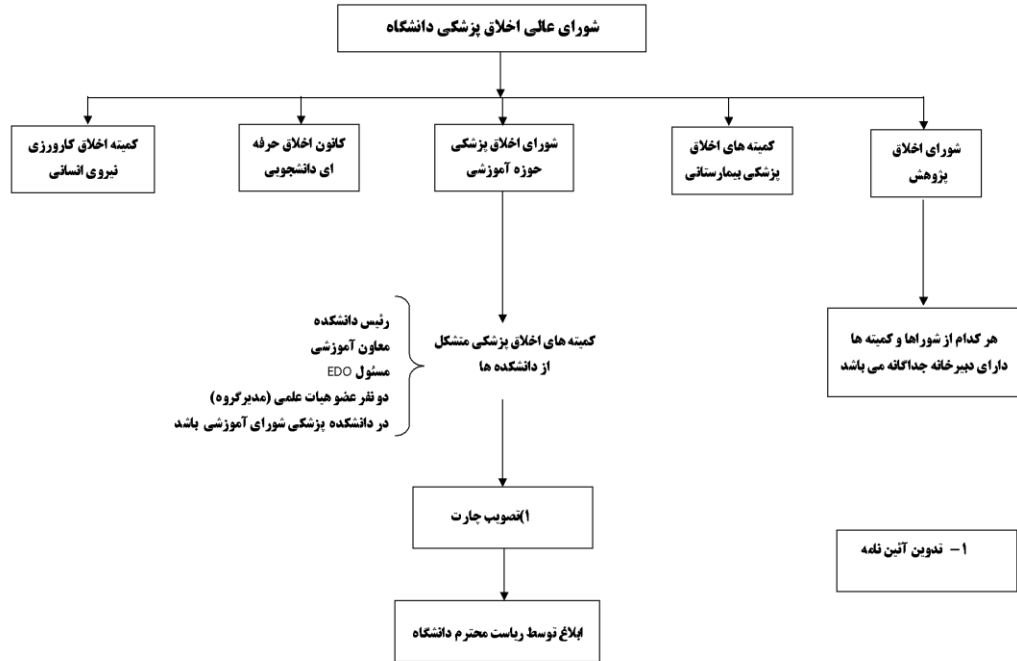 شورای عالی اخلاق پزشکی دانشگاه
شورای اخلاق
پژوهش
کمیته های اخلاق
پزشکی بیمارستانی
شورای اخلاق پزشکی
حوزه آموزشی
کانون اخلاق حرفه
ای دانشجویی
کمیته اخلاق کارورزی
نیروی انسانی
هر کدام از شوراها و کمیته ها
دارای دبیرخانه جداگانه می باشد
کمیته های اخلاق پزشکی متشکل
از دانشکده ها
رئیس دانشکده
معاون آموزشی
مسئول EDO
دو نفر عضو هیات علمی (مدیرگروه)
در دانشکده پزشکی شورای آموزشی باشد
۱)تصویب چارت
۱- تدوین آئین نامه
ابلاغ توسط ریاست محترم دانشگاه